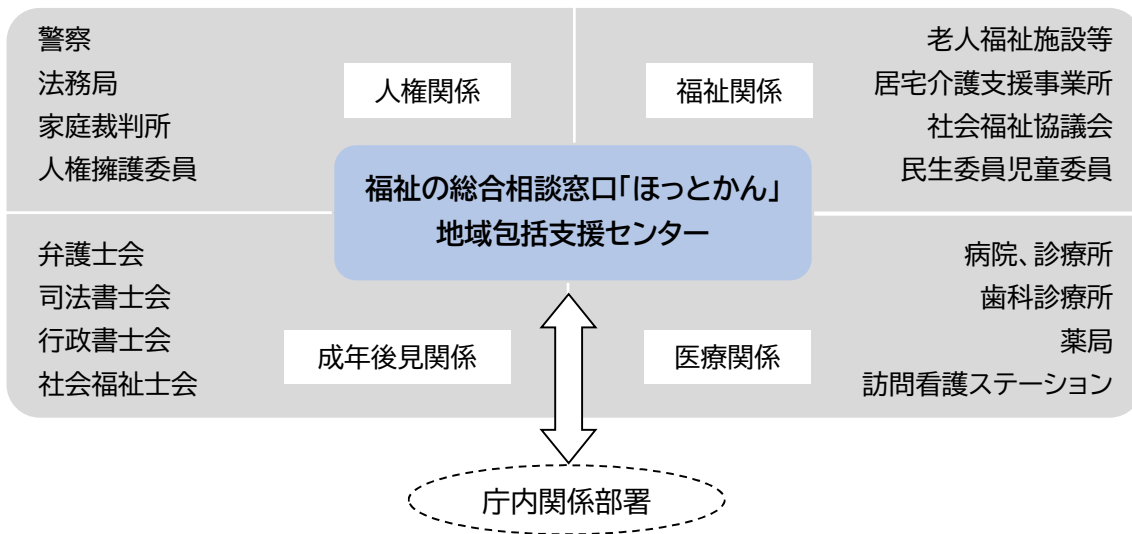 警察
法務局
家庭裁判所
人権擁護委員
人権関係
福祉関係
老人福祉施設等
居宅介護支援事業所
社会福祉協議会
民生委員児童委員
福祉の総合相談窓口「ほっとかん」
地域包括支援センター
弁護士会
司法書士会
行政書士会
社会福祉士会
成年後見関係
医療関係
病院、診療所
歯科診療所
薬局
訪問看護ステーション
庁内関係部署